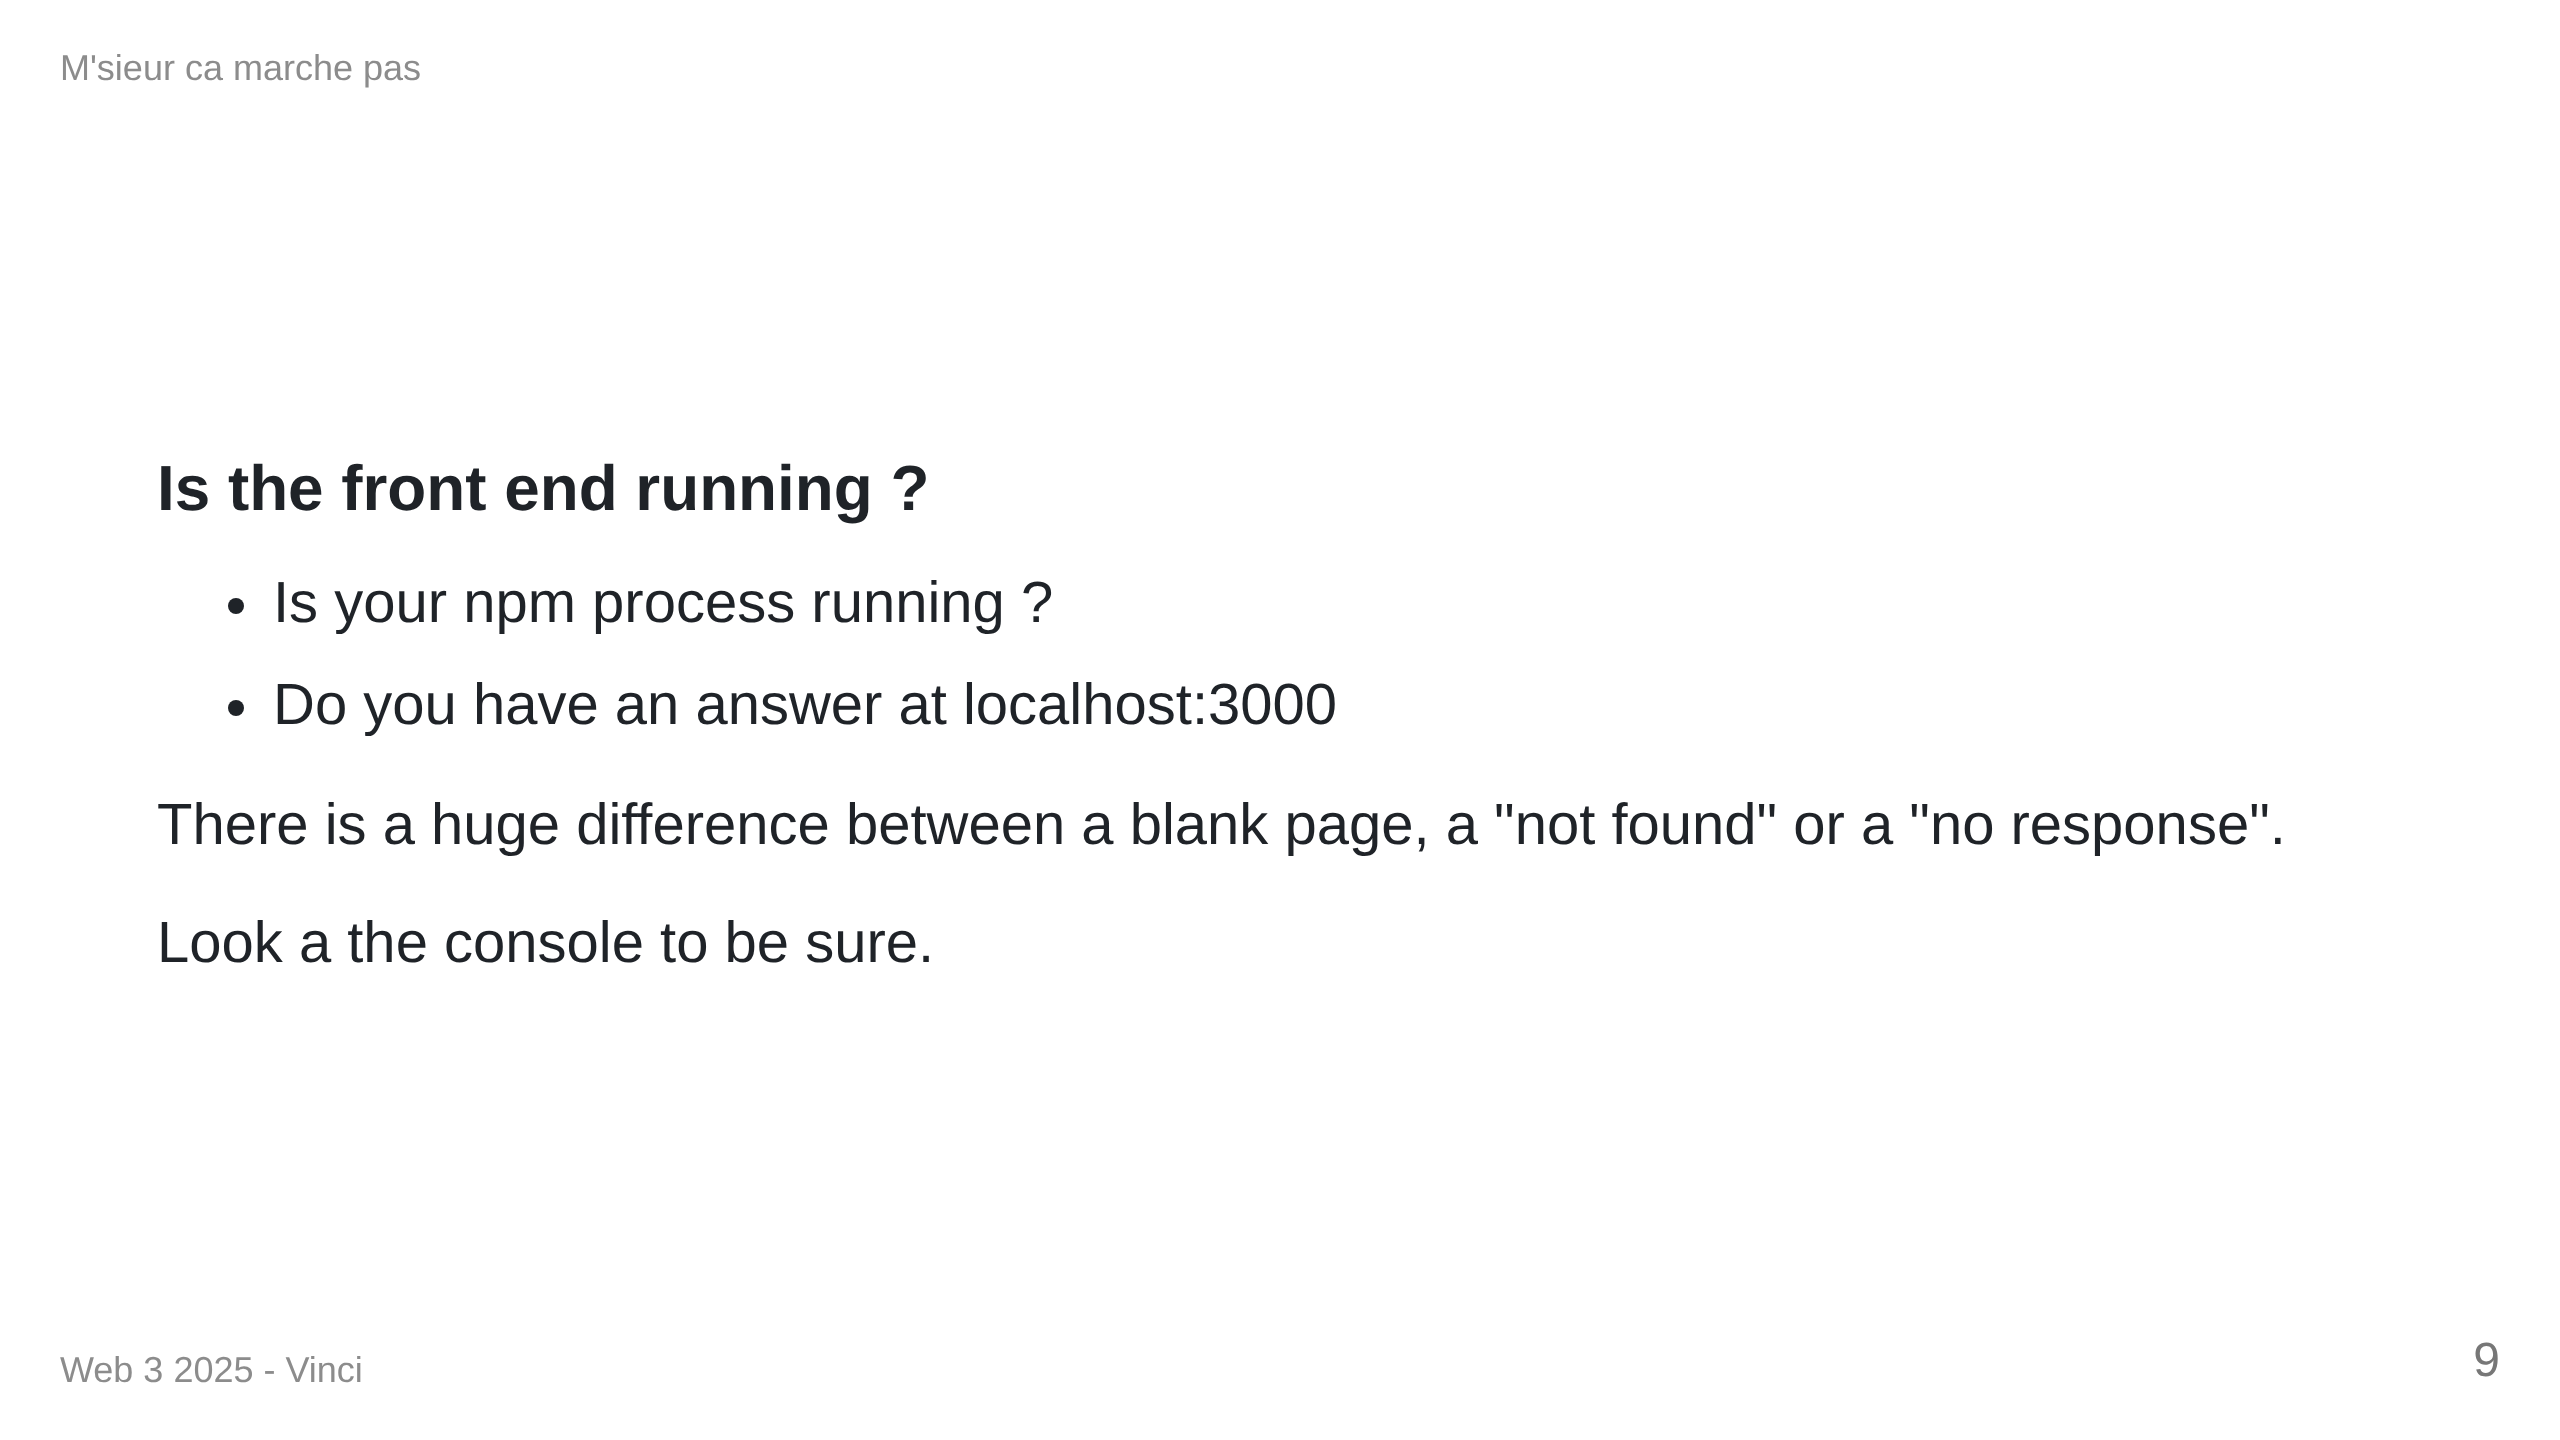 M'sieur ca marche pas
Is the front end running ?
• Is your npm process running ?
• Do you have an answer at localhost:3000
There is a huge difference between a blank page, a "not found" or a "no response".
Look a the console to be sure.
Web 3 2025 - Vinci
9